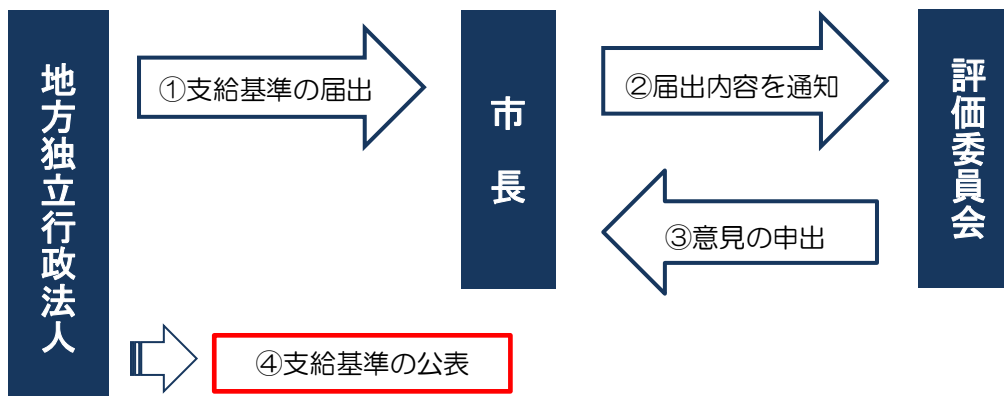 地方独立行政法人
①支給基準の届出
市長
②届出内容を通知
評価委員会
③意見の申出
④支給基準の公表